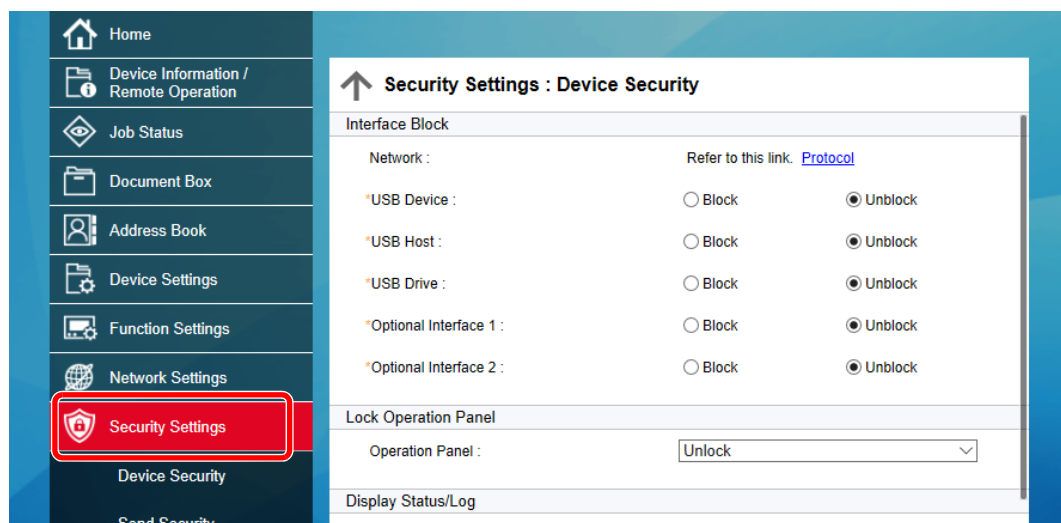 Home
Device Information /
Remote Operation
Job Status
Document Box
Address Book
Device Settings
Function Settings
Network Settings
Security Settings
Device Security
Send Security
Security Settings : Device Security
Interface Block
Network : Refer to this link. Protocol
*USB Device : Block Unblock
*USB Host : Block Unblock
*USB Drive : Block Unblock
*Optional Interface 1 : Block Unblock
*Optional Interface 2 : Block Unblock
Lock Operation Panel
Operation Panel : Unlock
Display Status/Log